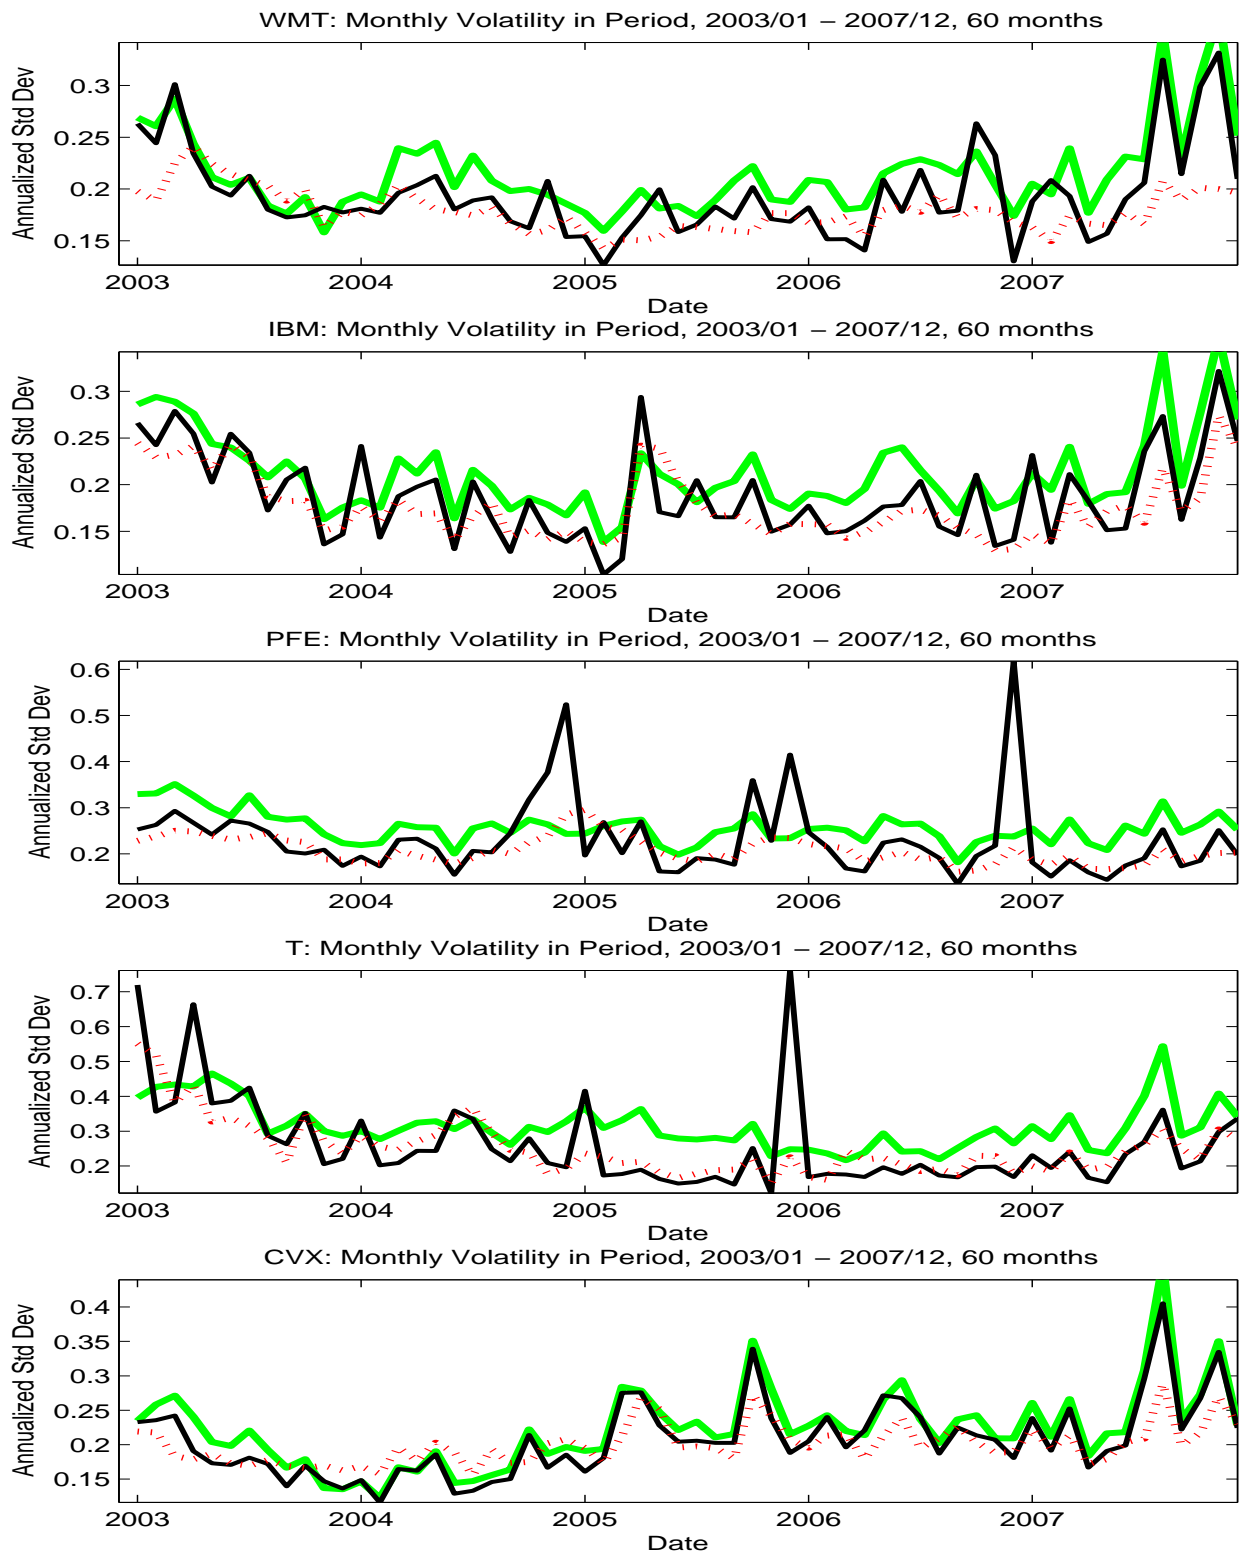 WMT: Monthly Volatility in Period, 2003/01 – 2007/12, 60 months
Annualized Std Dev
0.3
0.25
0.2
0.15
2003 2004 2005 2006 2007
Date
IBM: Monthly Volatility in Period, 2003/01 – 2007/12, 60 months
Annualized Std Dev
0.3
0.25
0.2
0.15
2003 2004 2005 2006 2007
Date
PFE: Monthly Volatility in Period, 2003/01 – 2007/12, 60 months
Annualized Std Dev
0.6
0.5
0.4
0.3
0.2
2003 2004 2005 2006 2007
Date
T: Monthly Volatility in Period, 2003/01 – 2007/12, 60 months
Annualized Std Dev
0.7
0.6
0.5
0.4
0.3
0.2
2003 2004 2005 2006 2007
Date
CVX: Monthly Volatility in Period, 2003/01 – 2007/12, 60 months
Annualized Std Dev
0.4
0.35
0.3
0.25
0.2
0.15
2003 2004 2005 2006 2007
Date